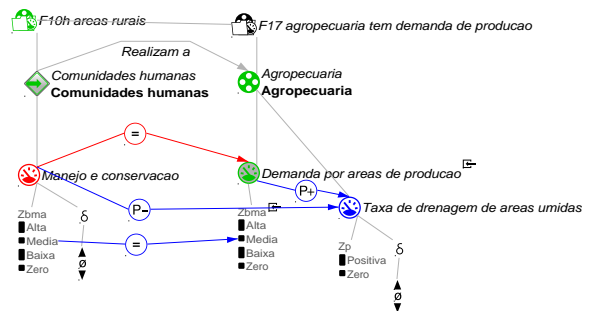 F10h areas rurais
F17 agropecuaria tem demanda de producao
Realizam a
Comunidades humanas
Comunidades humanas
Agropecuaria
Agropecuaria
=
Manejo e conservacao
Demanda por areas de producao
P+
P-
Taxa de drenagem de areas umidas
Zbma
Alta
Media
Baixa
Zero
δ
ø
=
Zbma
Alta
Media
Baixa
Zero
Zp
Positiva
Zero
δ
ø